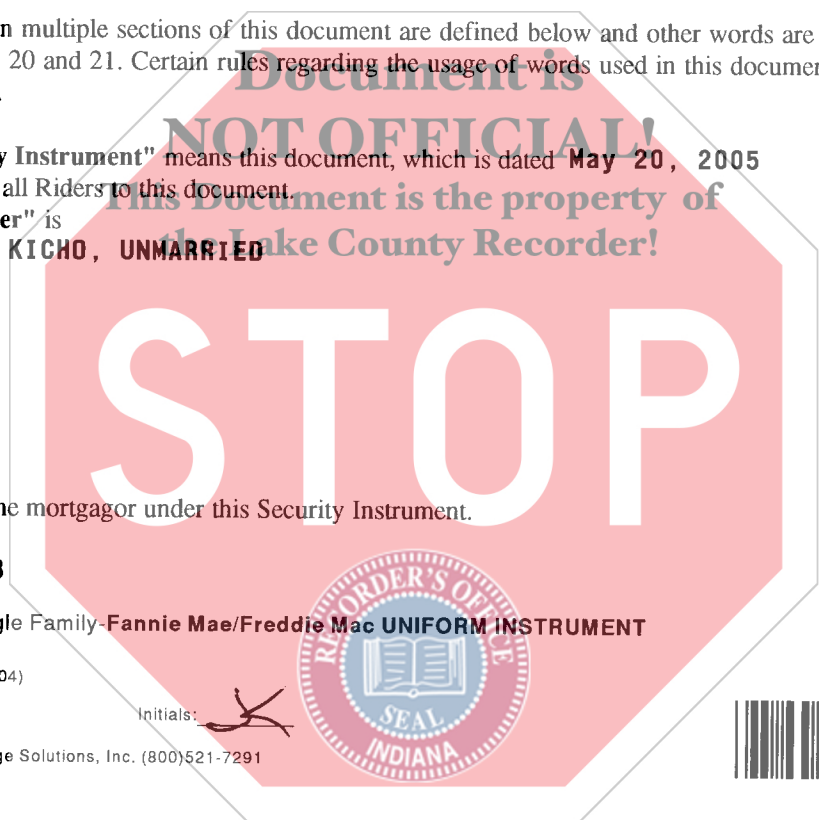 n multiple sections of this document are defined below and other words are
20 and 21. Certain rules regarding the usage of words used in this documen
Document is
NOT OFFICIAL!
y Instrument" means this document, which is dated May 20, 2005
all Riders to this document.
This Document is the property of
er" is
the Lake County Recorder!
KICHO, UNMARRIED
STOP
he mortgagor under this Security Instrument.
gle Family-Fannie Mae/Freddie Mac UNIFORM INSTRUMENT
RECORDER'S OFFICE
04)
SEAL
INDIANA
Initials: JK
ge Solutions, Inc. (800)521-7291